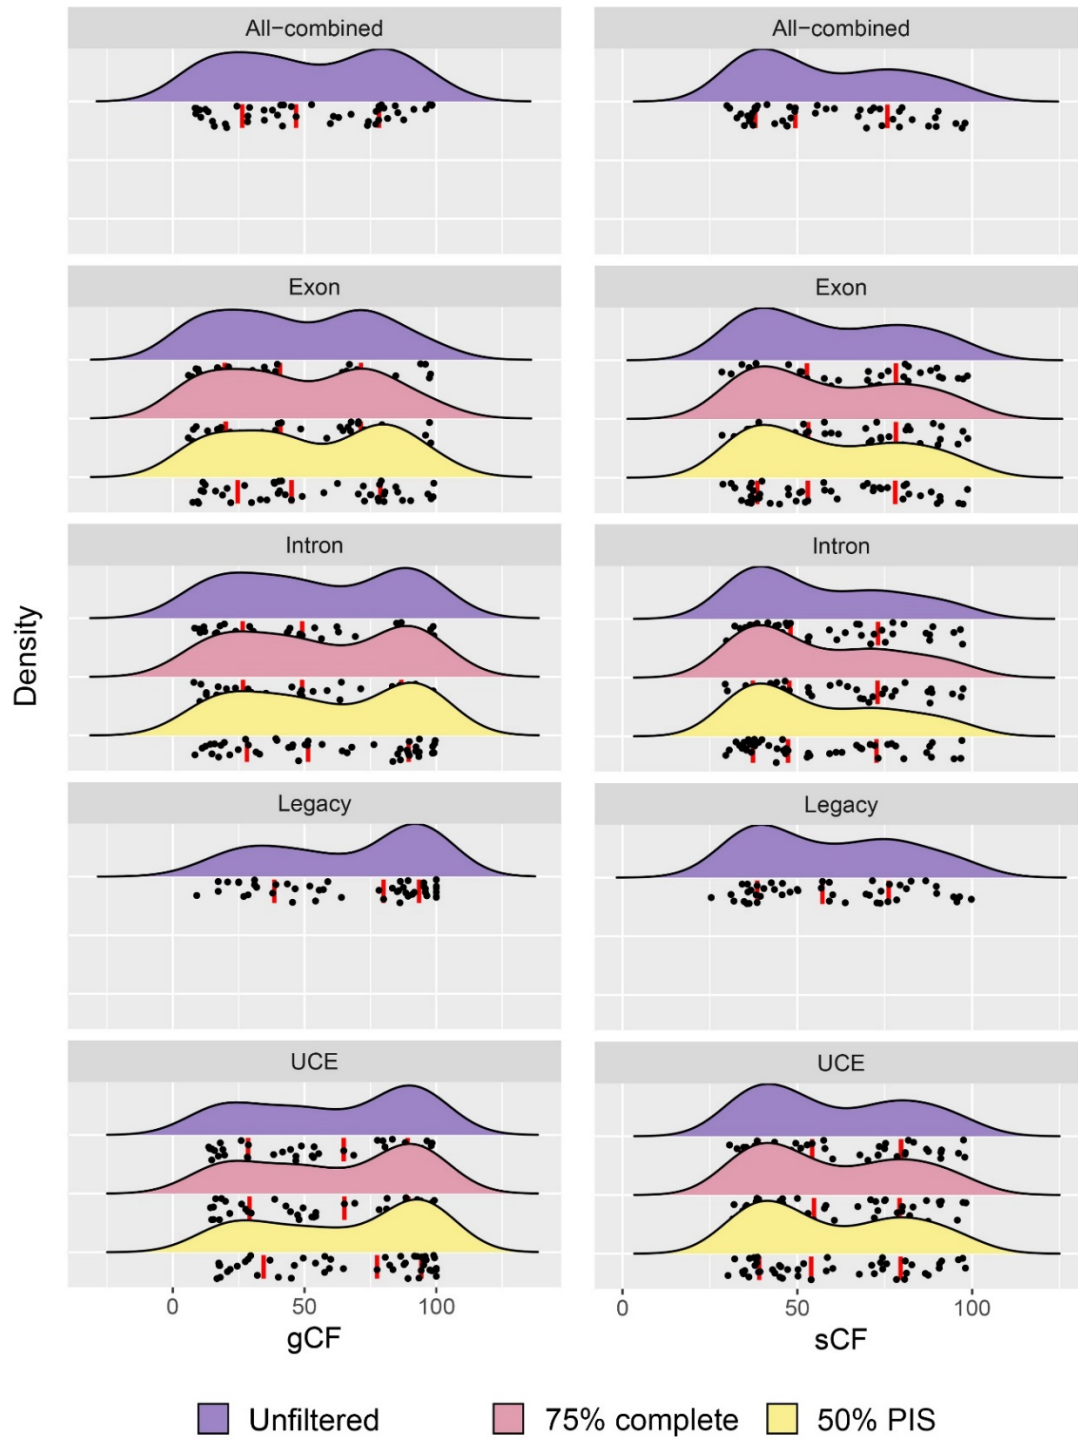 All-combined
All-combined
Exon
Exon
Intron
Intron
Legacy
Legacy
UCE
UCE
Density
0 50 100
0 50 100
gCF
sCF
Unfiltered 75% complete 50% PIS